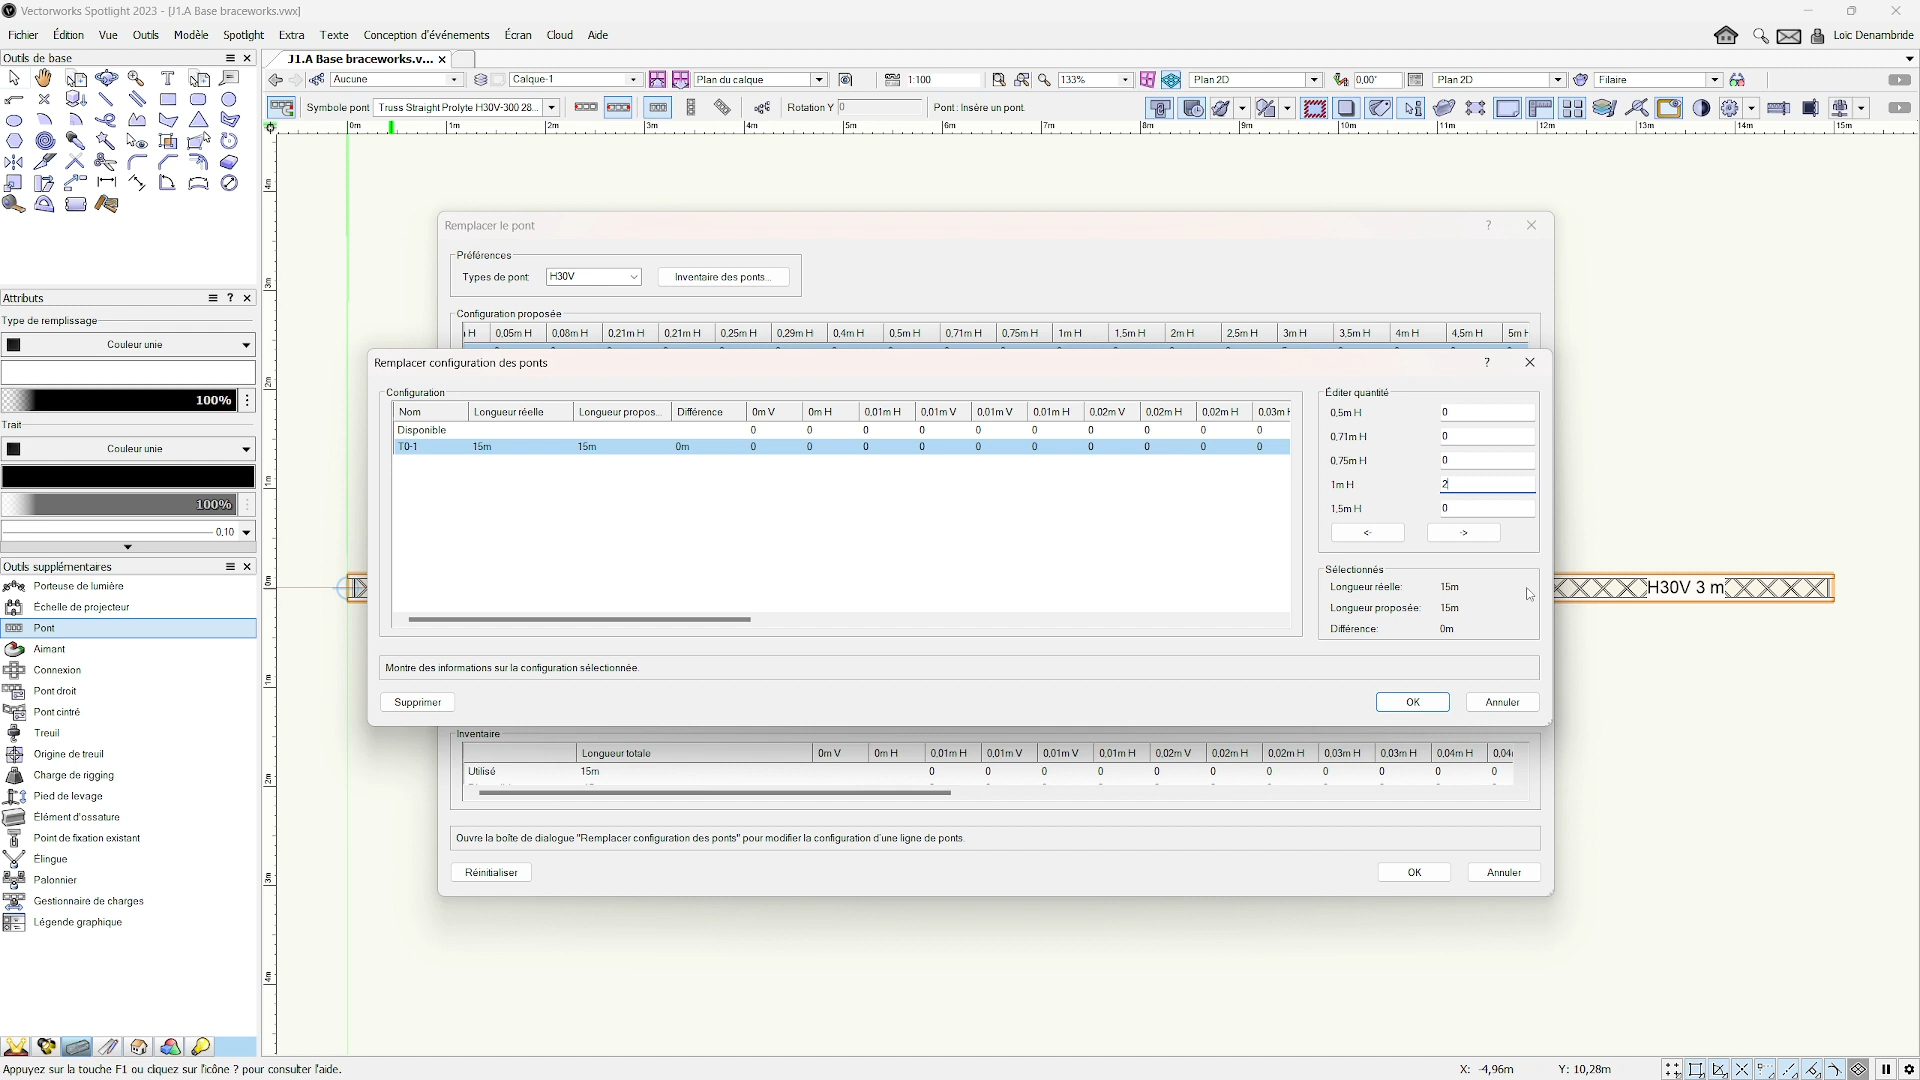 Vectorworks Spotlight 2023 - [J1.A Base braceworks.vwx]
Fichier Édition Vue Outils Modèle Spotlight Extra Texte Conception d'événements Écran Cloud Aide
Loïc Denambride
Outils de base
J1.A Base braceworks.v...
Aucune Calque-1 Plan du calque 1:100 133% Plan 2D 0,00° Plan 2D Filaire
Symbole pont Truss Straight Prolyte H30V-300 28... Rotation Y 0 Pont : Insère un pont.
0m 1m 2m 3m 4m 5m 6m 7m 8m 9m 10m 11m 12m 13m 14m 15m
4m
3m
2m
1m
0m
1m
2m
3m
4m
Attributs
Type de remplissage
Couleur unie
100%
Trait
Couleur unie
100%
0,10
Outils supplémentaires
Porteuse de lumière
Échelle de projecteur
Pont
Aimant
Connexion
Pont droit
Pont cintré
Treuil
Origine de treuil
Charge de rigging
Pied de levage
Élément d'ossature
Point de fixation existant
Élingue
Palonnier
Gestionnaire de charges
Légende graphique
Remplacer le pont
Préférences
Types de pont: H30V Inventaire des ponts...
Configuration proposée
H 0,05m H 0,08m H 0,21m H 0,21m H 0,25m H 0,29m H 0,4m H 0,5m H 0,71m H 0,75m H 1m H 1,5m H 2m H 2,5m H 3m H 3,5m H 4m H 4,5m H 5m H
Remplacer configuration des ponts
Configuration
Nom Longueur réelle Longueur propos... Différence 0m V 0m H 0,01m H 0,01m V 0,01m V 0,01m H 0,02m V 0,02m H 0,02m H 0,03m H
Disponible 0 0 0 0 0 0 0 0 0 0
T0-1 15m 15m 0m 0 0 0 0 0 0 0 0 0 0
Éditer quantité
0,5m H 0
0,71m H 0
0,75m H 0
1m H 2
1,5m H 0
<- ->
Sélectionnés
Longueur réelle: 15m
Longueur proposée: 15m
Différence: 0m
H30V 3 m
Montre des informations sur la configuration sélectionnée.
Supprimer OK Annuler
Inventaire
Longueur totale 0m V 0m H 0,01m H 0,01m V 0,01m V 0,01m H 0,02m V 0,02m H 0,02m H 0,03m H 0,03m H 0,04m H 0,04
Utilisé 15m 0 0 0 0 0 0 0 0 0 0 0
Ouvre la boîte de dialogue "Remplacer configuration des ponts" pour modifier la configuration d'une ligne de ponts.
Réinitialiser OK Annuler
Appuyez sur la touche F1 ou cliquez sur l'icône ? pour consulter l'aide.
X: -4,96m Y: 10,28m